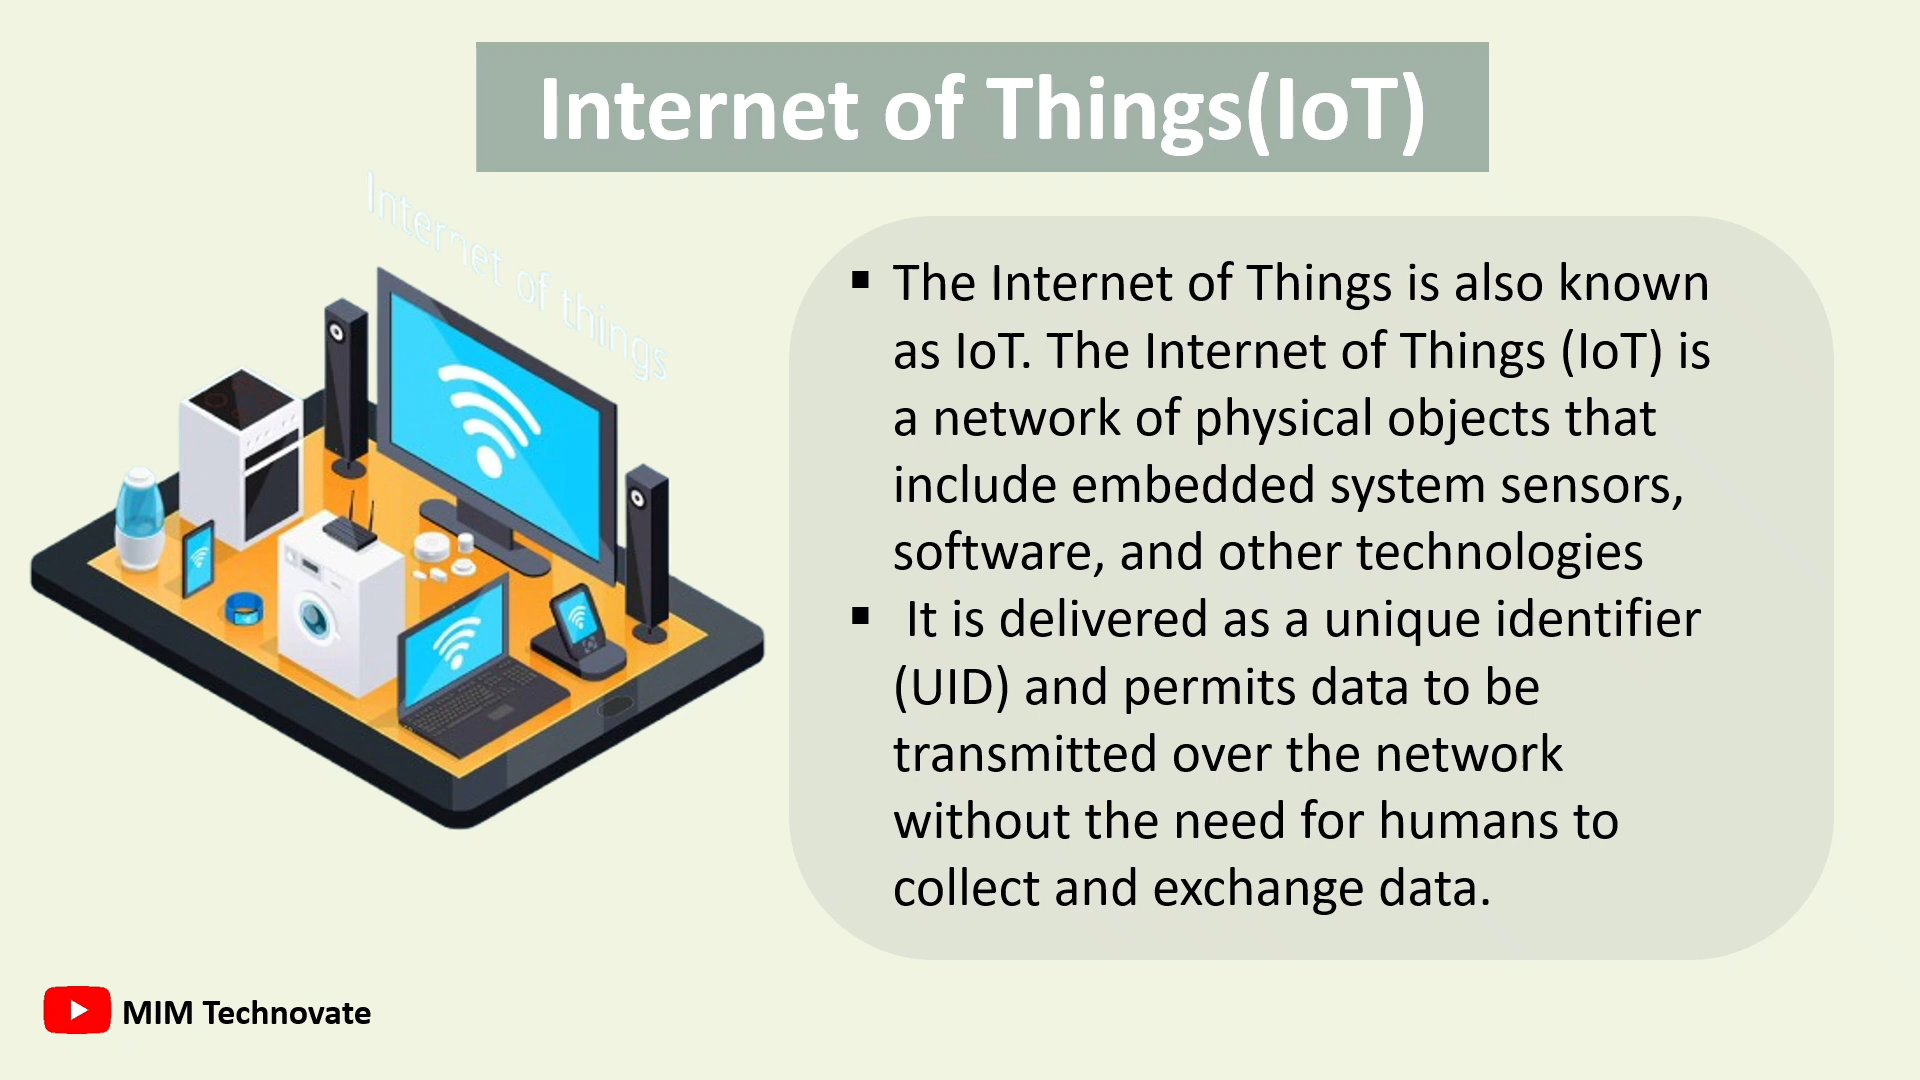 Internet of Things(IoT)
Internet of things
▪ The Internet of Things is also known
as IoT. The Internet of Things (IoT) is
a network of physical objects that
include embedded system sensors,
software, and other technologies
▪ It is delivered as a unique identifier
(UID) and permits data to be
transmitted over the network
without the need for humans to
collect and exchange data.
MIM Technovate